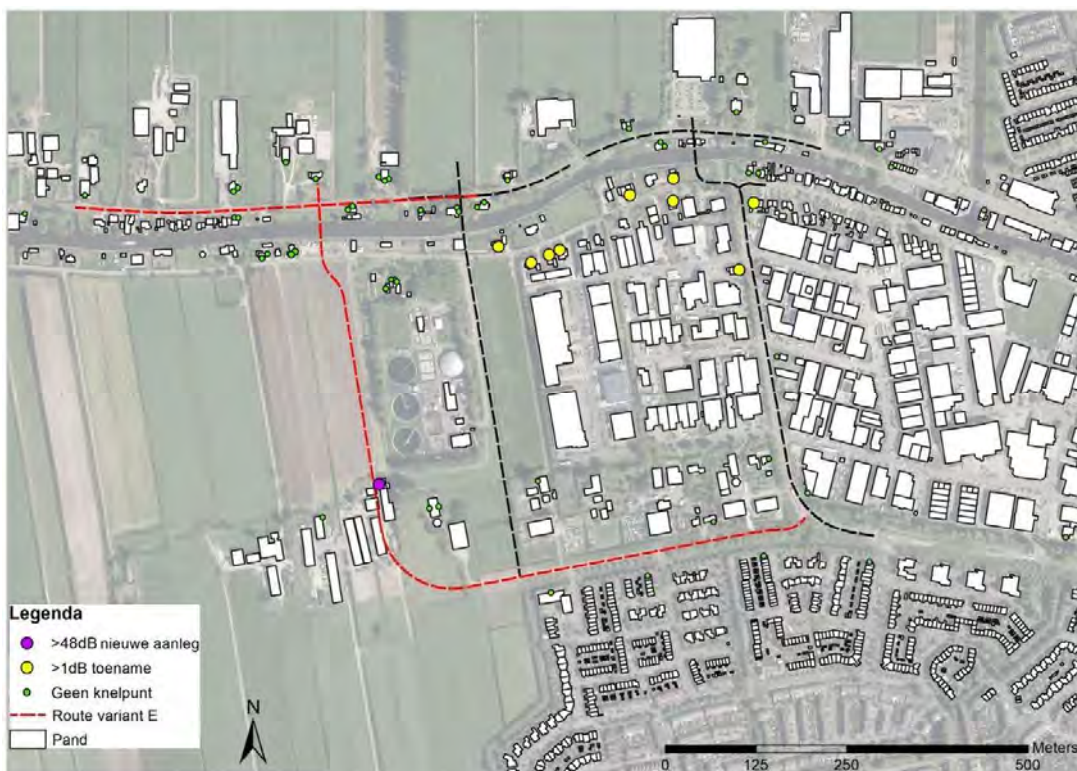 Legenda
>48dB nieuwe aanleg
>1dB toename
Geen knelpunt
Route variant E
Pand
N
Meters
0 125 250 500